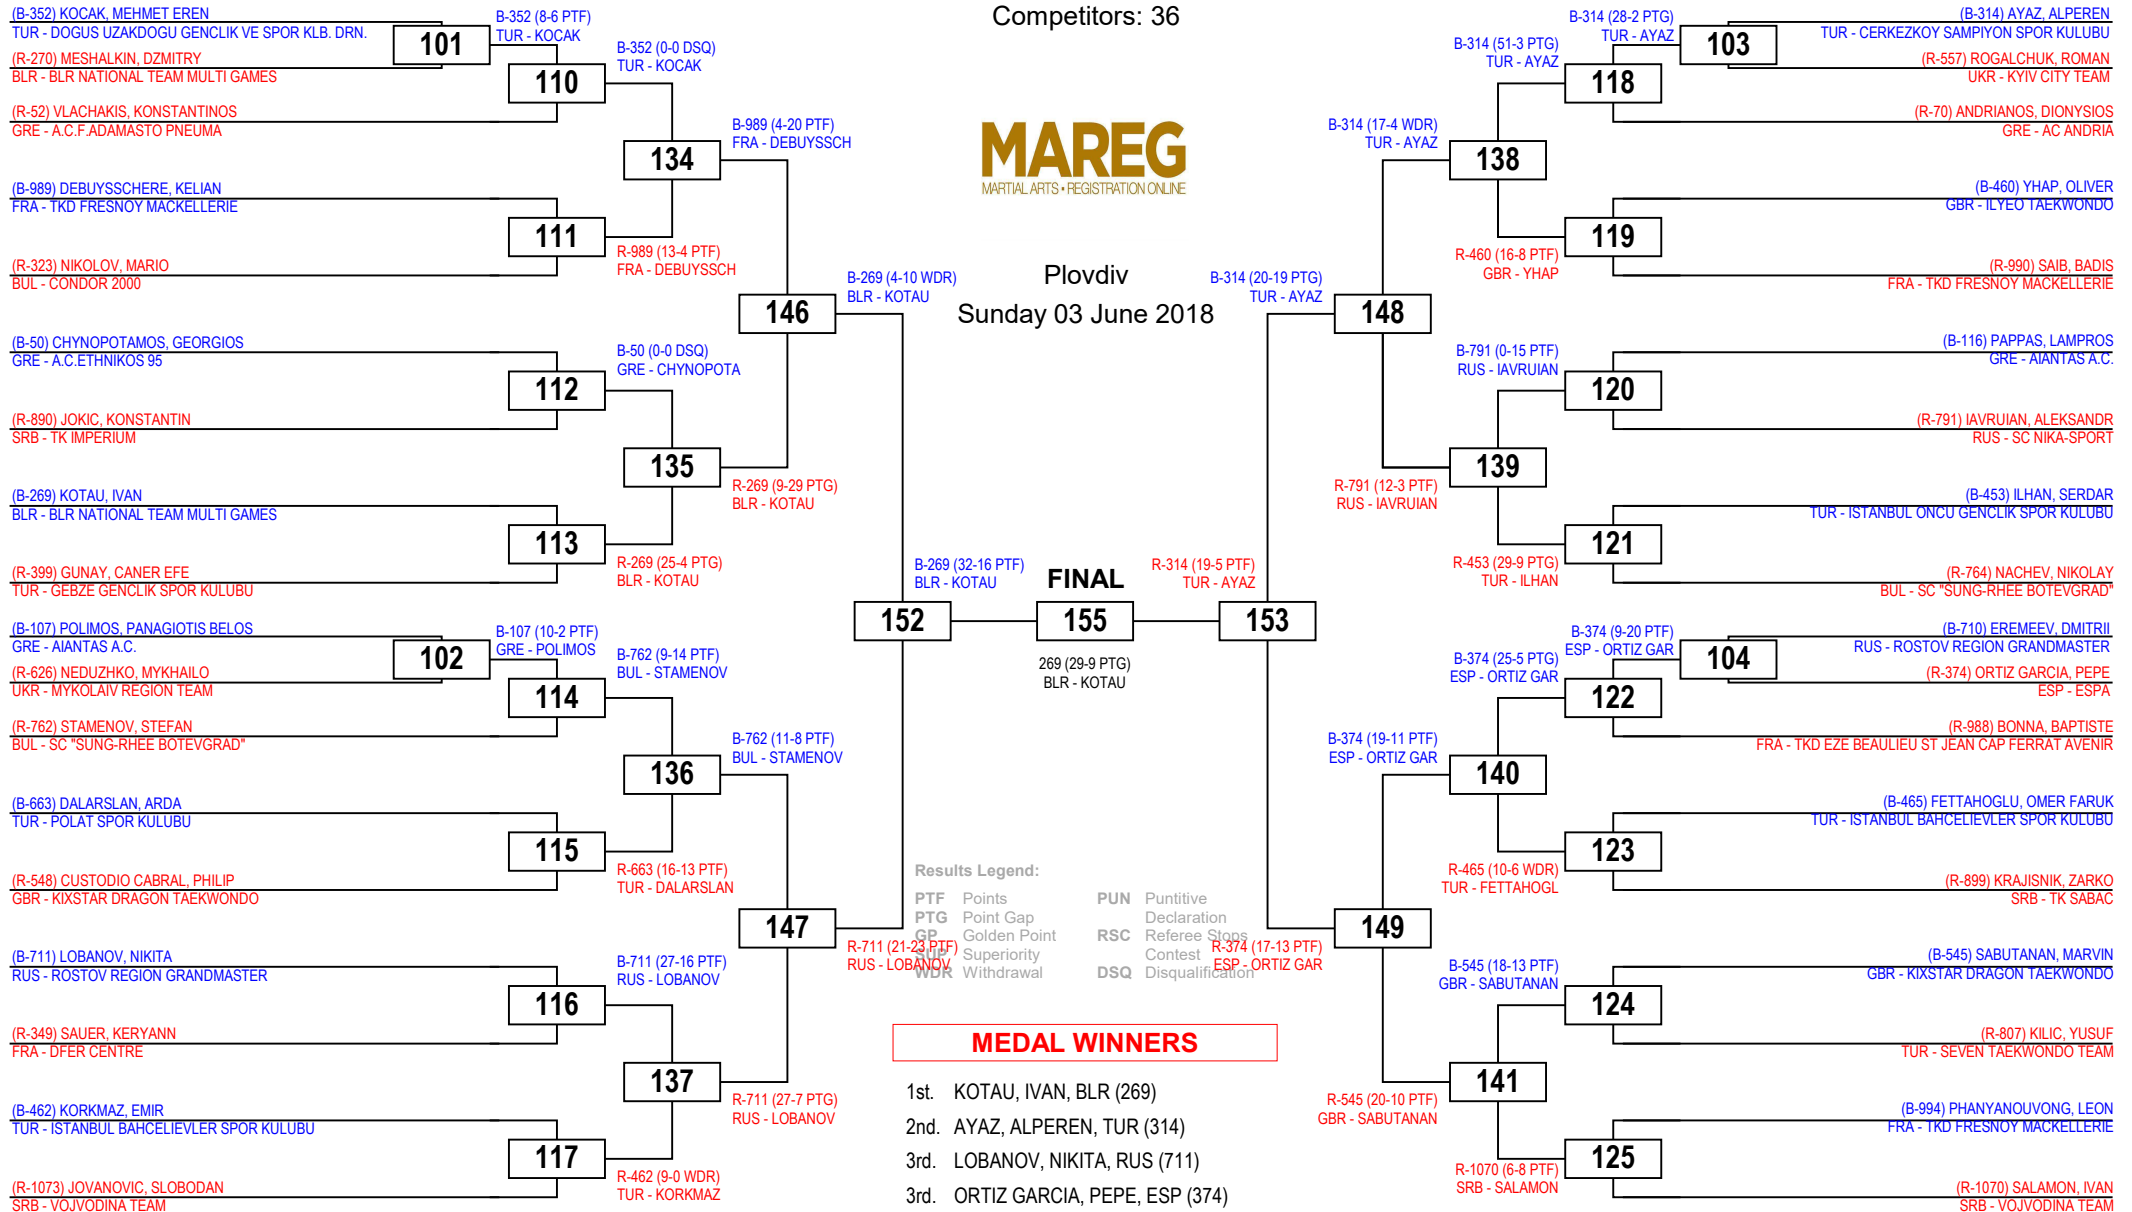 Competitors: 36
MAREG
MARTIAL ARTS • REGISTRATION ONLINE
Plovdiv
Sunday 03 June 2018
(B-352) KOCAK, MEHMET EREN
TUR - DOGUS UZAKDOGU GENCLIK VE SPOR KLB. DRN.
(R-270) MESHALKIN, DZMITRY
BLR - BLR NATIONAL TEAM MULTI GAMES
(R-52) VLACHAKIS, KONSTANTINOS
GRE - A.C.F.ADAMASTO PNEUMA
(B-989) DEBUYSSCHERE, KELIAN
FRA - TKD FRESNOY MACKELLERIE
(R-323) NIKOLOV, MARIO
BUL - CONDOR 2000
(B-50) CHYNOPOTAMOS, GEORGIOS
GRE - A.C.ETHNIKOS 95
(R-890) JOKIC, KONSTANTIN
SRB - TK IMPERIUM
(B-269) KOTAU, IVAN
BLR - BLR NATIONAL TEAM MULTI GAMES
(R-399) GUNAY, CANER EFE
TUR - GEBZE GENCLIK SPOR KULUBU
(B-107) POLIMOS, PANAGIOTIS BELOS
GRE - AIANTAS A.C.
(R-626) NEDUZHKO, MYKHAILO
UKR - MYKOLAIV REGION TEAM
(R-762) STAMENOV, STEFAN
BUL - SC "SUNG-RHEE BOTEVGRAD"
(B-663) DALARSLAN, ARDA
TUR - POLAT SPOR KULUBU
(R-548) CUSTODIO CABRAL, PHILIP
GBR - KIXSTAR DRAGON TAEKWONDO
(B-711) LOBANOV, NIKITA
RUS - ROSTOV REGION GRANDMASTER
(R-349) SAUER, KERYANN
FRA - DFER CENTRE
(B-462) KORKMAZ, EMIR
TUR - ISTANBUL BAHCELIEVLER SPOR KULUBU
(R-1073) JOVANOVIC, SLOBODAN
SRB - VOJVODINA TEAM
101
B-352 (8-6 PTF)
TUR - KOCAK
102
B-107 (10-2 PTF)
GRE - POLIMOS
110
B-352 (0-0 DSQ)
TUR - KOCAK
111
R-989 (13-4 PTF)
FRA - DEBUYSSCH
112
B-50 (0-0 DSQ)
GRE - CHYNOPOTA
113
R-269 (25-4 PTG)
BLR - KOTAU
114
B-762 (9-14 PTF)
BUL - STAMENOV
115
R-663 (16-13 PTF)
TUR - DALARSLAN
116
B-711 (27-16 PTF)
RUS - LOBANOV
117
R-462 (9-0 WDR)
TUR - KORKMAZ
134
B-989 (4-20 PTF)
FRA - DEBUYSSCH
135
R-269 (9-29 PTG)
BLR - KOTAU
136
B-762 (11-8 PTF)
BUL - STAMENOV
137
R-711 (27-7 PTG)
RUS - LOBANOV
146
B-269 (4-10 WDR)
BLR - KOTAU
147
R-711 (21-23 PTF)
RUS - LOBANOV
152
B-269 (32-16 PTF)
BLR - KOTAU
FINAL
155
269 (29-9 PTG)
BLR - KOTAU
R-314 (19-5 PTF)
TUR - AYAZ
153
B-314 (20-19 PTG)
TUR - AYAZ
148
R-374 (17-13 PTF)
ESP - ORTIZ GAR
149
B-314 (17-4 WDR)
TUR - AYAZ
138
R-791 (12-3 PTF)
RUS - IAVRUIAN
139
B-374 (19-11 PTF)
ESP - ORTIZ GAR
140
R-545 (20-10 PTF)
GBR - SABUTANAN
141
B-314 (51-3 PTG)
TUR - AYAZ
118
R-460 (16-8 PTF)
GBR - YHAP
119
B-791 (0-15 PTF)
RUS - IAVRUIAN
120
R-453 (29-9 PTG)
TUR - ILHAN
121
B-374 (25-5 PTG)
ESP - ORTIZ GAR
122
R-465 (10-6 WDR)
TUR - FETTAHOGL
123
B-545 (18-13 PTF)
GBR - SABUTANAN
124
R-1070 (6-8 PTF)
SRB - SALAMON
125
B-314 (28-2 PTG)
TUR - AYAZ
103
B-374 (9-20 PTF)
ESP - ORTIZ GAR
104
(B-314) AYAZ, ALPEREN
TUR - CERKEZKOY SAMPIYON SPOR KULUBU
(R-557) ROGALCHUK, ROMAN
UKR - KYIV CITY TEAM
(R-70) ANDRIANOS, DIONYSIOS
GRE - AC ANDRIA
(B-460) YHAP, OLIVER
GBR - ILYEO TAEKWONDO
(R-990) SAIB, BADIS
FRA - TKD FRESNOY MACKELLERIE
(B-116) PAPPAS, LAMPROS
GRE - AIANTAS A.C.
(R-791) IAVRUIAN, ALEKSANDR
RUS - SC NIKA-SPORT
(B-453) ILHAN, SERDAR
TUR - ISTANBUL ONCU GENCLIK SPOR KULUBU
(R-764) NACHEV, NIKOLAY
BUL - SC "SUNG-RHEE BOTEVGRAD"
(B-710) EREMEEV, DMITRII
RUS - ROSTOV REGION GRANDMASTER
(R-374) ORTIZ GARCIA, PEPE
ESP - ESPA
(R-988) BONNA, BAPTISTE
FRA - TKD EZE BEAULIEU ST JEAN CAP FERRAT AVENIR
(B-465) FETTAHOGLU, OMER FARUK
TUR - ISTANBUL BAHCELIEVLER SPOR KULUBU
(R-899) KRAJISNIK, ZARKO
SRB - TK SABAC
(B-545) SABUTANAN, MARVIN
GBR - KIXSTAR DRAGON TAEKWONDO
(R-807) KILIC, YUSUF
TUR - SEVEN TAEKWONDO TEAM
(B-994) PHANYANOUVONG, LEON
FRA - TKD FRESNOY MACKELLERIE
(R-1070) SALAMON, IVAN
SRB - VOJVODINA TEAM
Results Legend:
PTF Points
PTG Point Gap
GP Golden Point
SUP Superiority
WDR Withdrawal
PUN Puntitive
Declaration
RSC Referee Stops
Contest
DSQ Disqualification
MEDAL WINNERS
1st. KOTAU, IVAN, BLR (269)
2nd. AYAZ, ALPEREN, TUR (314)
3rd. LOBANOV, NIKITA, RUS (711)
3rd. ORTIZ GARCIA, PEPE, ESP (374)